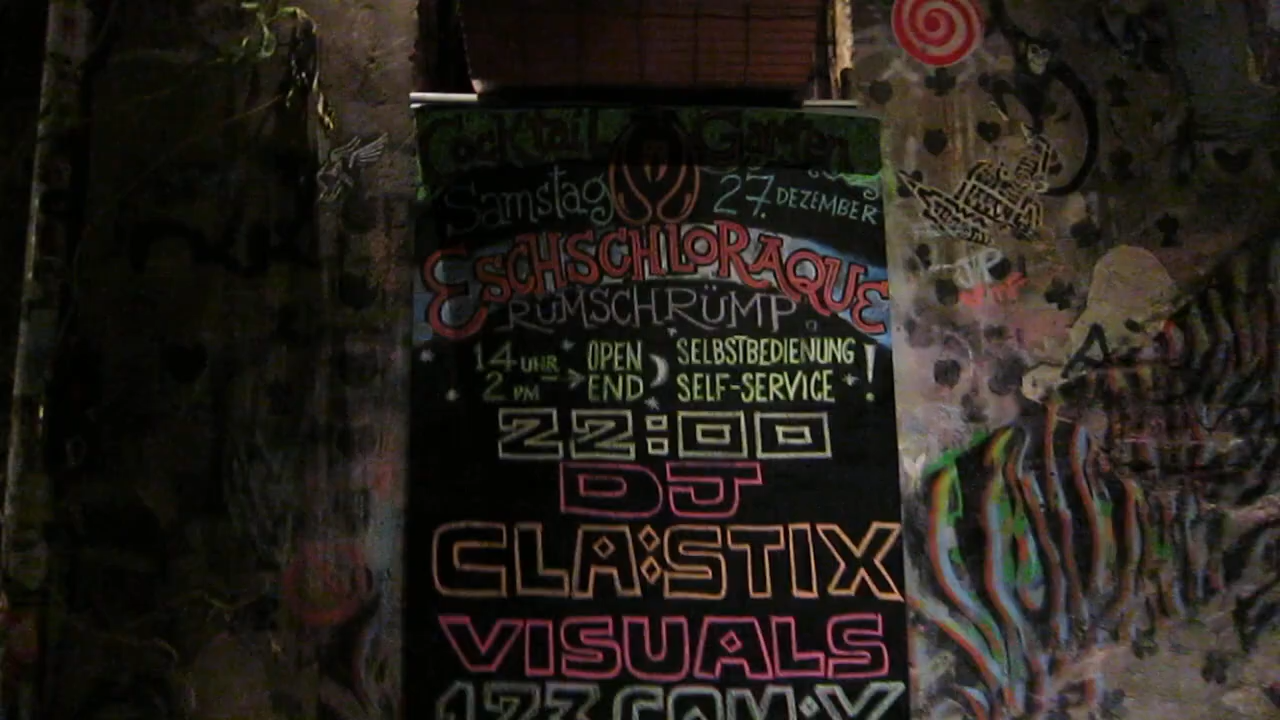 Cocktail Garten
Samstag 27. DEZEMBER
ESCHSCHLORAQUE
RÜMSCHRÜMP.
14 UHR OPEN SELBSTBEDIENUNG !
2 PM -> END SELF-SERVICE
22:00
DJ
CLA:STIX
VISUALS